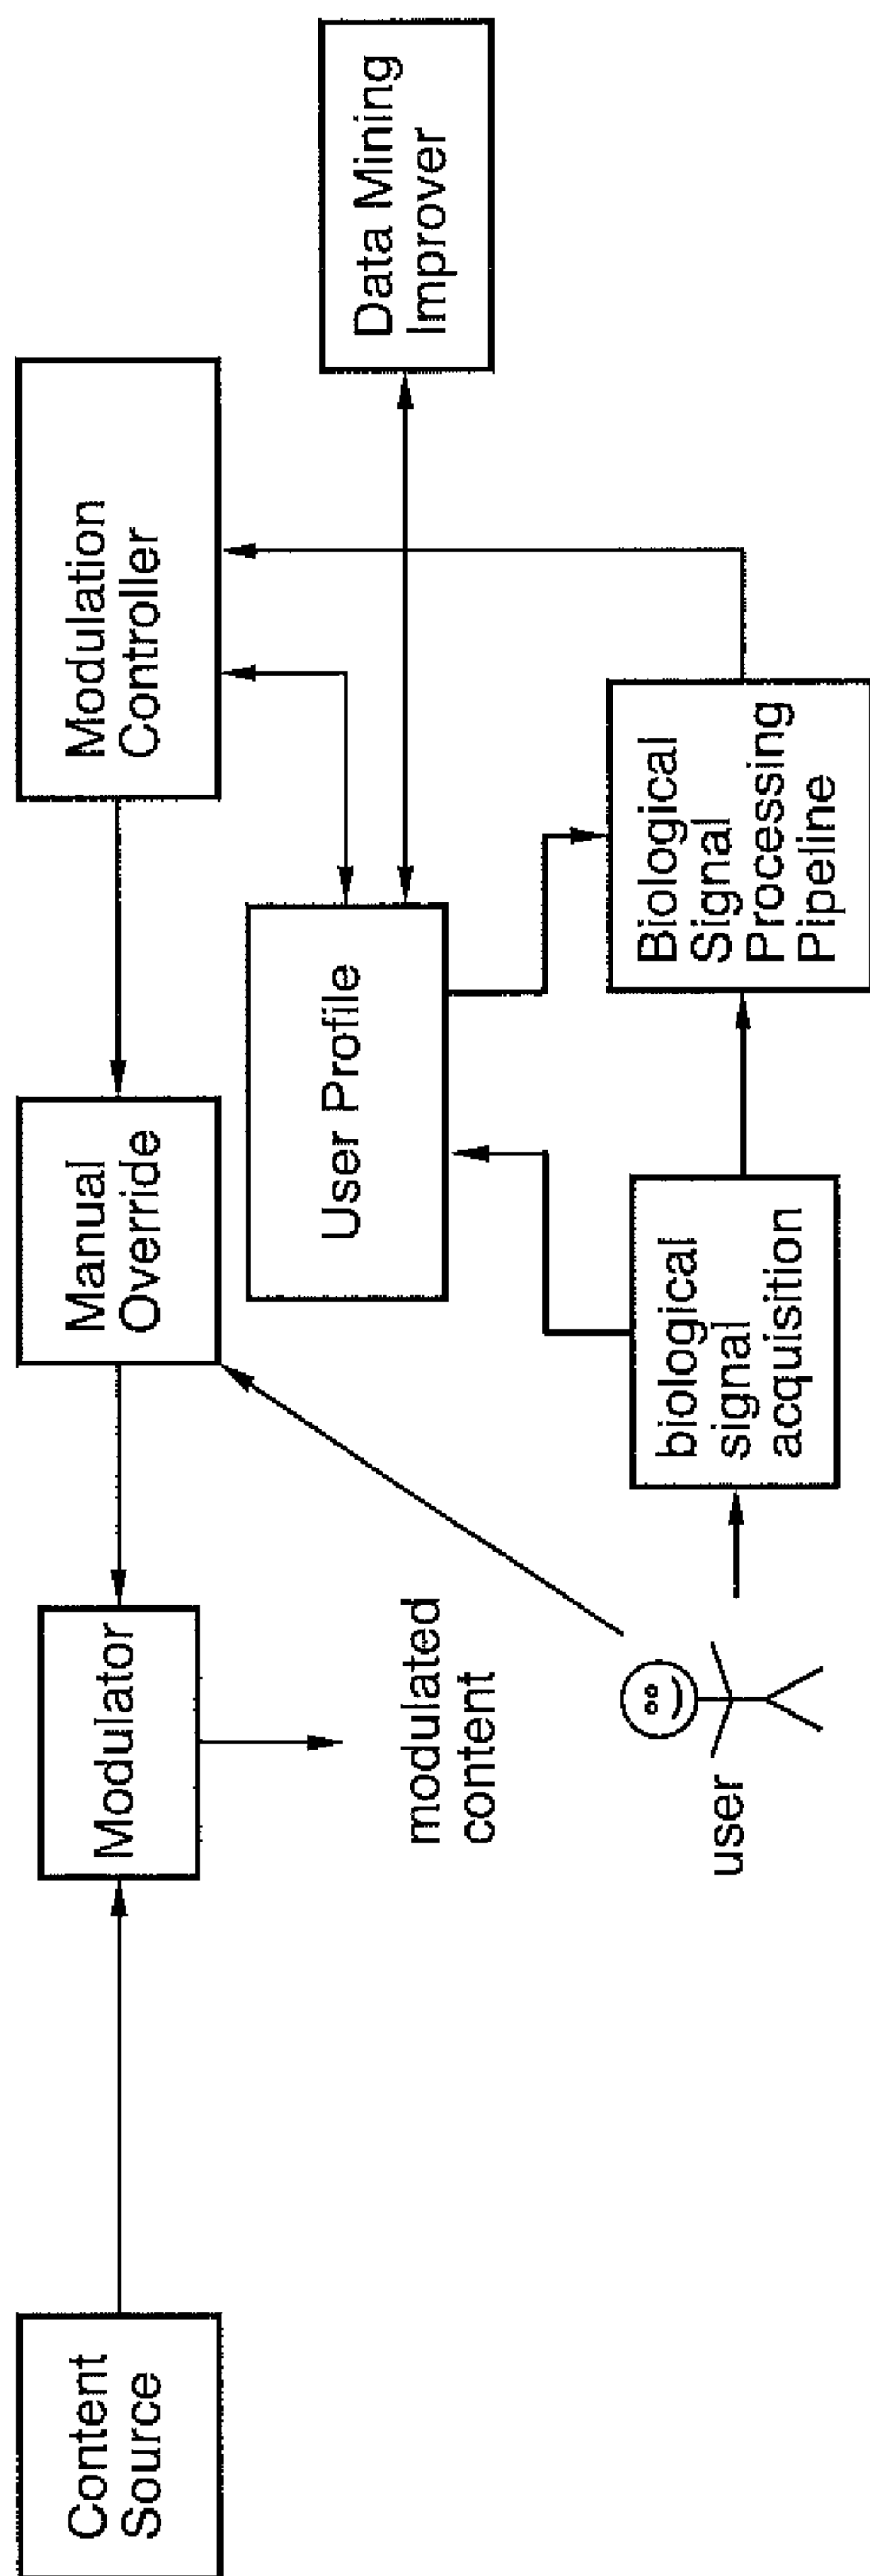 Content
Source
Modulator
Manual
Override
Modulation
Controller
modulated
content
User Profile
Data Mining
Improver
user
biological
signal
acquisition
Biological
Signal
Processing
Pipeline